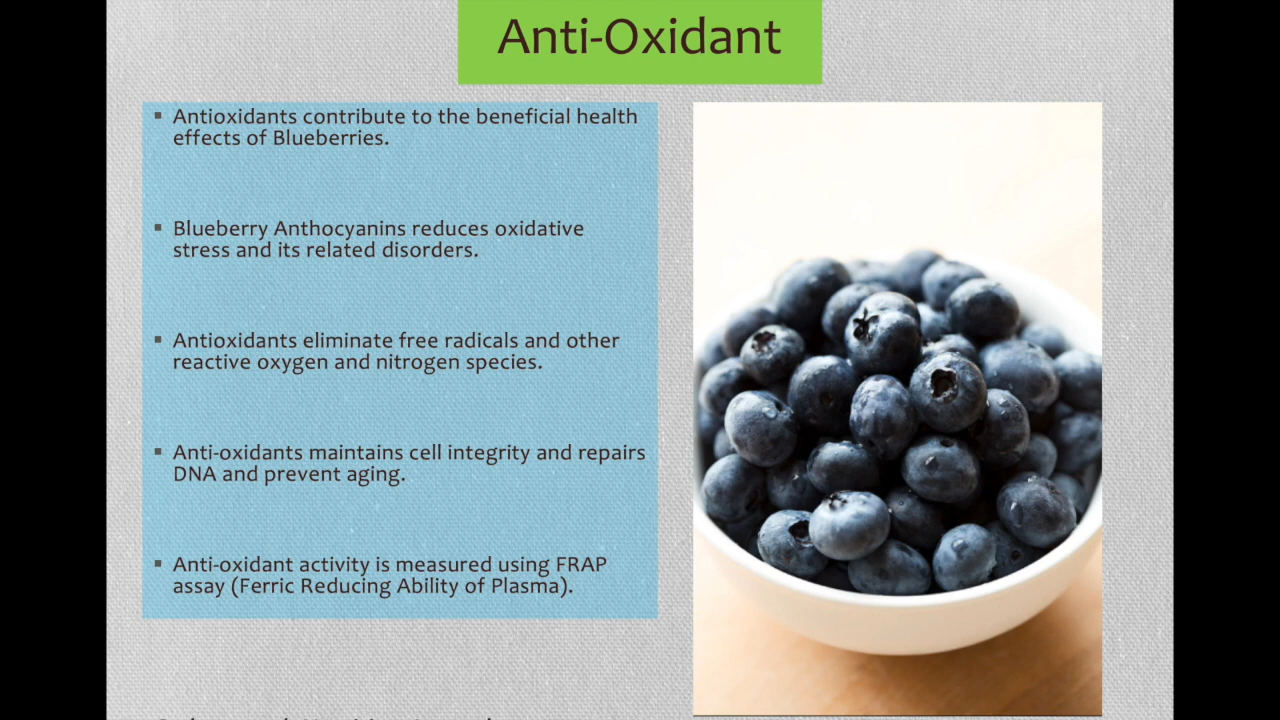 Anti-Oxidant
▪ Antioxidants contribute to the beneficial health
effects of Blueberries.
▪ Blueberry Anthocyanins reduces oxidative
stress and its related disorders.
▪ Antioxidants eliminate free radicals and other
reactive oxygen and nitrogen species.
▪ Anti-oxidants maintains cell integrity and repairs
DNA and prevent aging.
▪ Anti-oxidant activity is measured using FRAP
assay (Ferric Reducing Ability of Plasma).